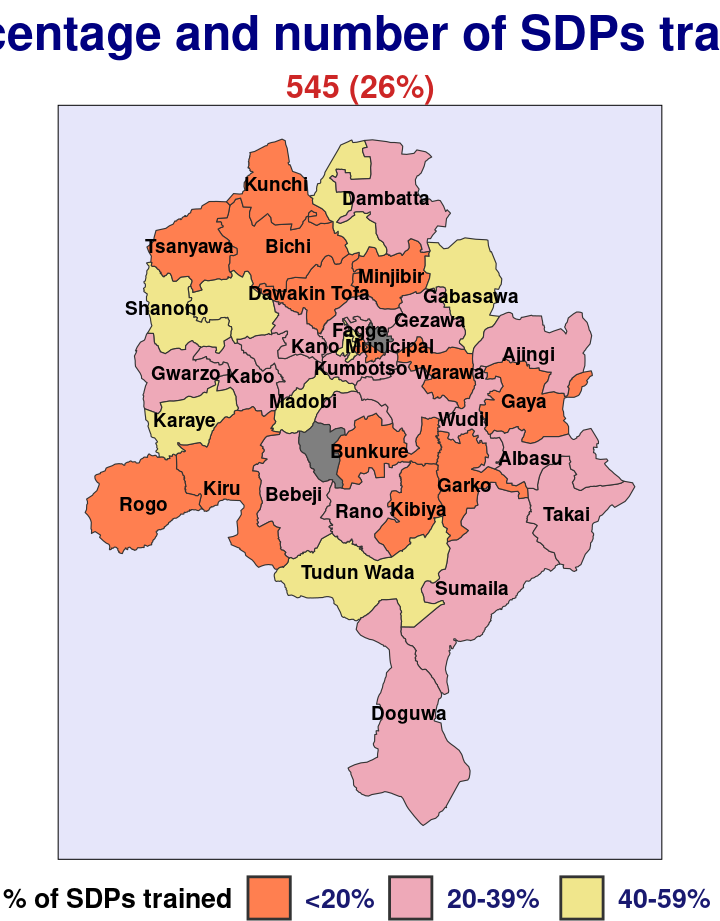 centage and number of SDPs tra
545 (26%)
Kunchi
Dambatta
Tsanyawa
Bichi
Minjibir
Dawakin Tofa
Gabasawa
Shanono
Gezawa
Fagge
Kano Municipal
Ajingi
Kumbotso
Gwarzo
Kabo
Warawa
Madobi
Gaya
Karaye
Wudil
Bunkure
Albasu
Kiru
Bebeji
Garko
Rogo
Rano
Kibiya
Takai
Tudun Wada
Sumaila
Doguwa
% of SDPs trained <20% 20-39% 40-59%